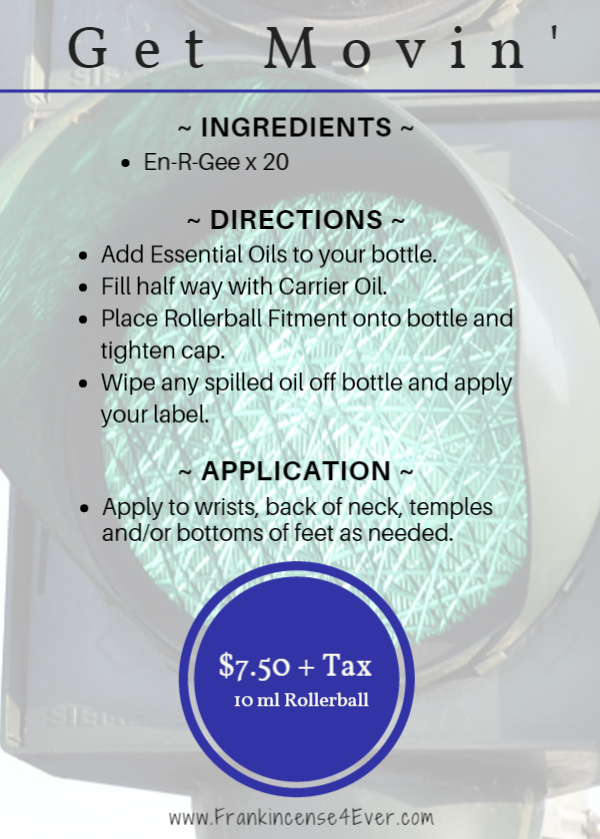 Get Movin'
~ INGREDIENTS ~
• En-R-Gee x 20
~ DIRECTIONS ~
• Add Essential Oils to your bottle.
• Fill half way with Carrier Oil.
• Place Rollerball Fitment onto bottle and
tighten cap.
• Wipe any spilled oil off bottle and apply
your label.
~ APPLICATION ~
• Apply to wrists, back of neck, temples
and/or bottoms of feet as needed.
$7.50 + Tax
10 ml Rollerball
www.Frankincense4Ever.com